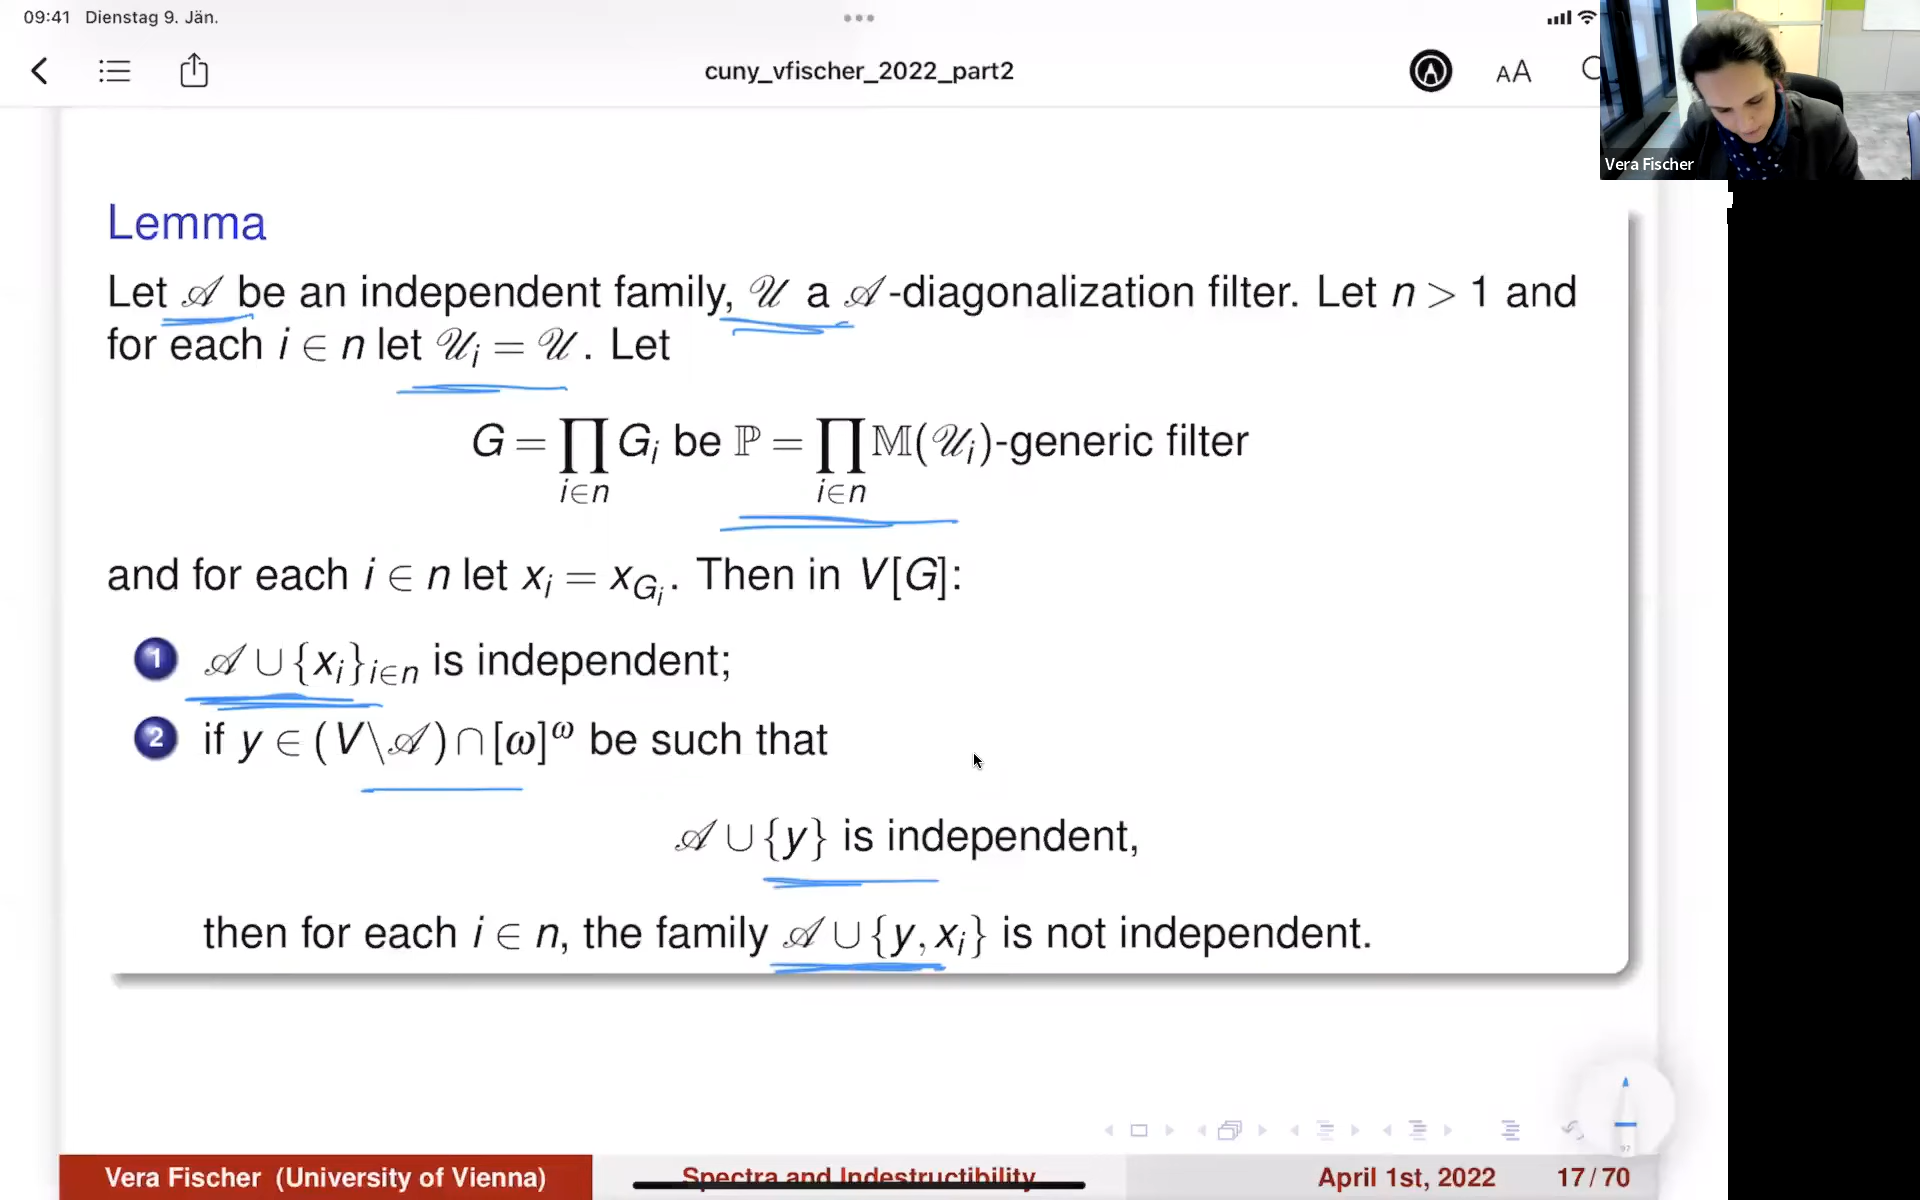 09:41 Dienstag 9. Jän.
cuny_vfischer_2022_part2
AA
Vera Fischer
Lemma
Let 𝒜 be an independent family, 𝒰 a 𝒜-diagonalization filter. Let n > 1 and
for each i ∈ n let 𝒰ᵢ = 𝒰. Let
G = ∏_{i∈n} Gᵢ be ℙ = ∏_{i∈n} 𝕄(𝒰ᵢ)-generic filter
and for each i ∈ n let xᵢ = x_{Gᵢ}. Then in V[G]:
1 𝒜 ∪ {xᵢ}_{i∈n} is independent;
2 if y ∈ (V\𝒜) ∩ [ω]^ω be such that
𝒜 ∪ {y} is independent,
then for each i ∈ n, the family 𝒜 ∪ {y, xᵢ} is not independent.
Vera Fischer (University of Vienna) Spectra and Indestructibility April 1st, 2022 17 / 70